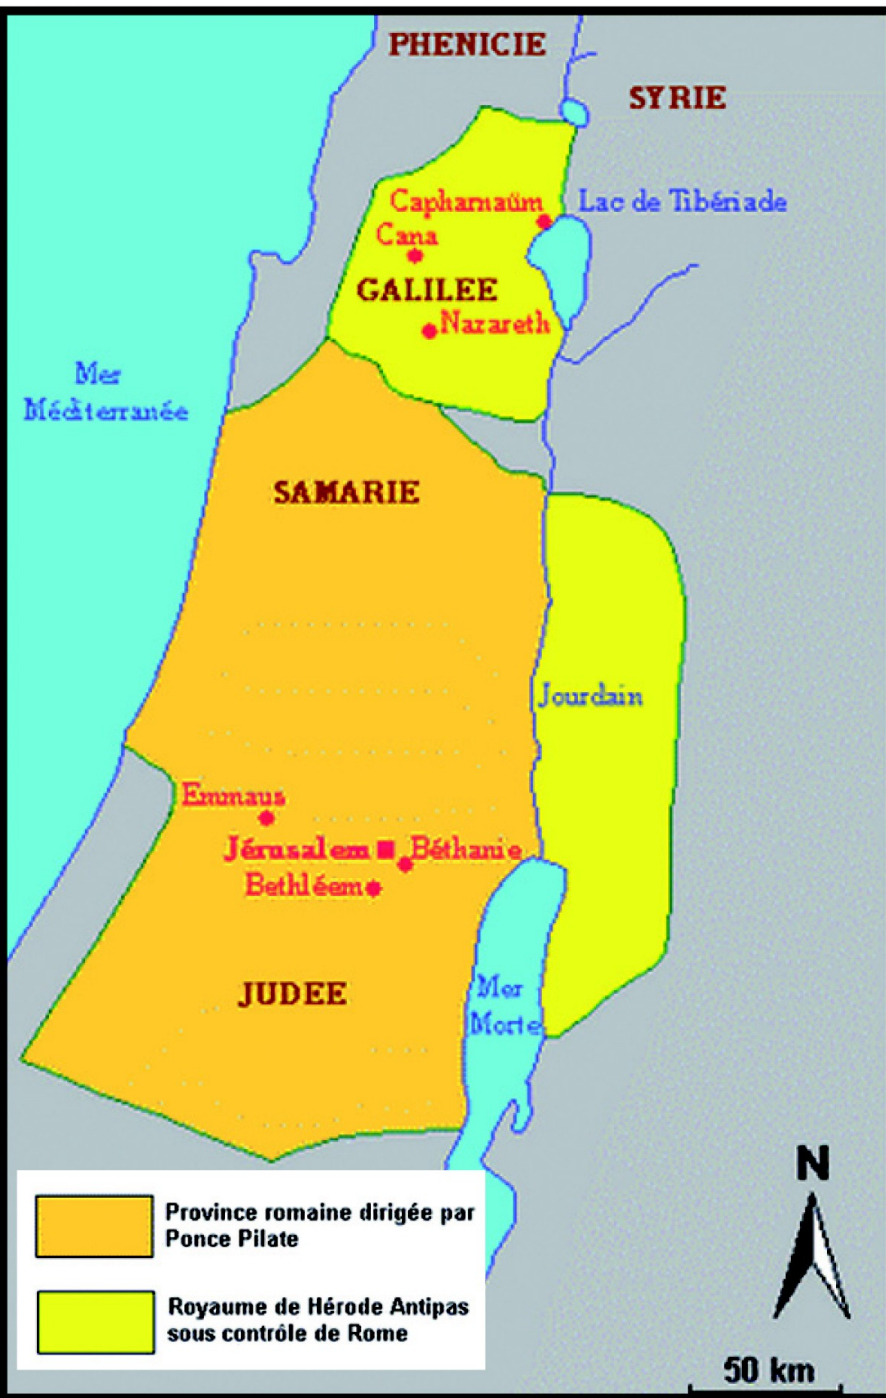 PHENICIE
SYRIE
Capharnaüm
Lac de Tibériade
Cana
GALILEE
Nazareth
Mer
Méditerranée
SAMARIE
Jourdain
Emmaus
Jérusalem
Béthanie
Bethléem
JUDEE
Mer
Morte
N
Province romaine dirigée par
Ponce Pilate
Royaume de Hérode Antipas
sous contrôle de Rome
50 km